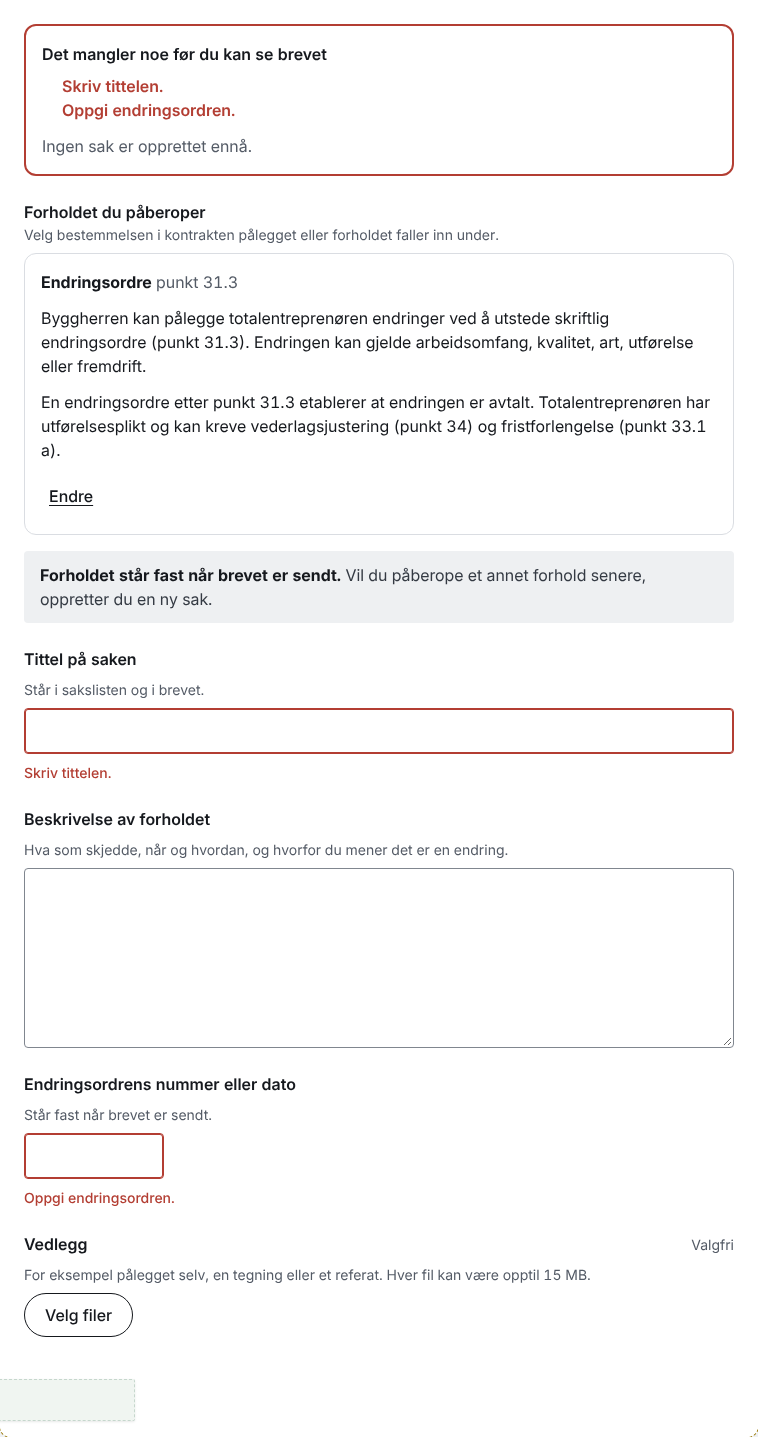 Det mangler noe før du kan se brevet
Skriv tittelen.
Oppgi endringsordren.
Ingen sak er opprettet ennå.
Forholdet du påberoper
Velg bestemmelsen i kontrakten pålegget eller forholdet faller inn under.
Endringsordre punkt 31.3
Byggherren kan pålegge totalentreprenøren endringer ved å utstede skriftlig
endringsordre (punkt 31.3). Endringen kan gjelde arbeidsomfang, kvalitet, art, utførelse
eller fremdrift.
En endringsordre etter punkt 31.3 etablerer at endringen er avtalt. Totalentreprenøren har
utførelsesplikt og kan kreve vederlagsjustering (punkt 34) og fristforlengelse (punkt 33.1
a).
Endre
Forholdet står fast når brevet er sendt. Vil du påberope et annet forhold senere,
oppretter du en ny sak.
Tittel på saken
Står i sakslisten og i brevet.
Skriv tittelen.
Beskrivelse av forholdet
Hva som skjedde, når og hvordan, og hvorfor du mener det er en endring.
Endringsordrens nummer eller dato
Står fast når brevet er sendt.
Oppgi endringsordren.
Vedlegg Valgfri
For eksempel pålegget selv, en tegning eller et referat. Hver fil kan være opptil 15 MB.
Velg filer